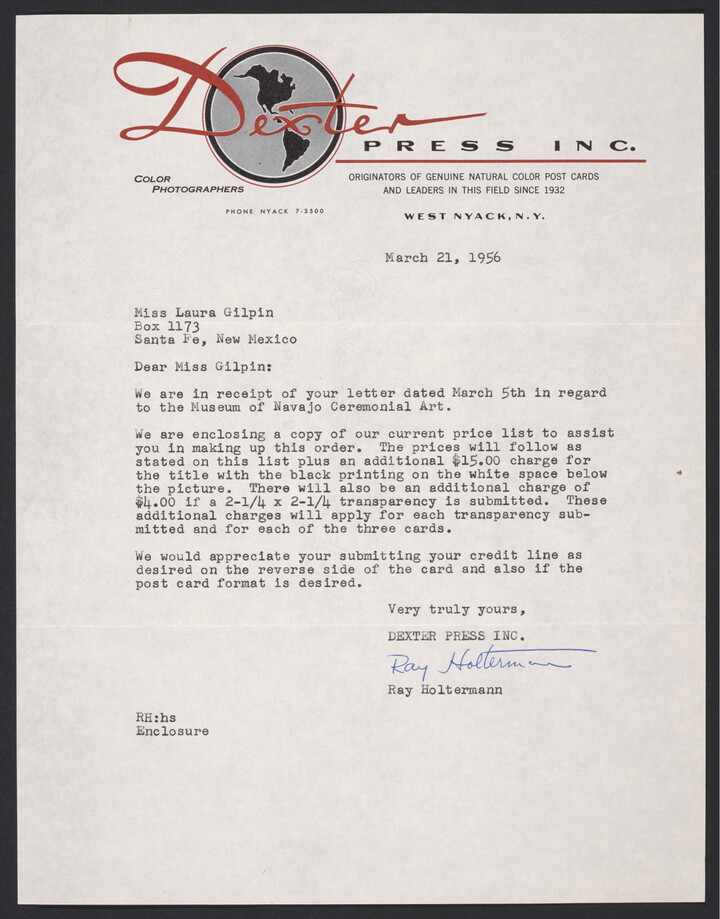 Dexter
PRESS INC.
COLOR
PHOTOGRAPHERS
ORIGINATORS OF GENUINE NATURAL COLOR POST CARDS
AND LEADERS IN THIS FIELD SINCE 1932
PHONE NYACK 7-3500
WEST NYACK, N.Y.
March 21, 1956
Miss Laura Gilpin
Box 1173
Santa Fe, New Mexico
Dear Miss Gilpin:
We are in receipt of your letter dated March 5th in regard
to the Museum of Navajo Ceremonial Art.
We are enclosing a copy of our current price list to assist
you in making up this order. The prices will follow as
stated on this list plus an additional $15.00 charge for
the title with the black printing on the white space below
the picture. There will also be an additional charge of
$4.00 if a 2-1/4 x 2-1/4 transparency is submitted. These
additional charges will apply for each transparency sub-
mitted and for each of the three cards.
We would appreciate your submitting your credit line as
desired on the reverse side of the card and also if the
post card format is desired.
Very truly yours,
DEXTER PRESS INC.
Ray Holtermann
Ray Holtermann
RH:hs
Enclosure